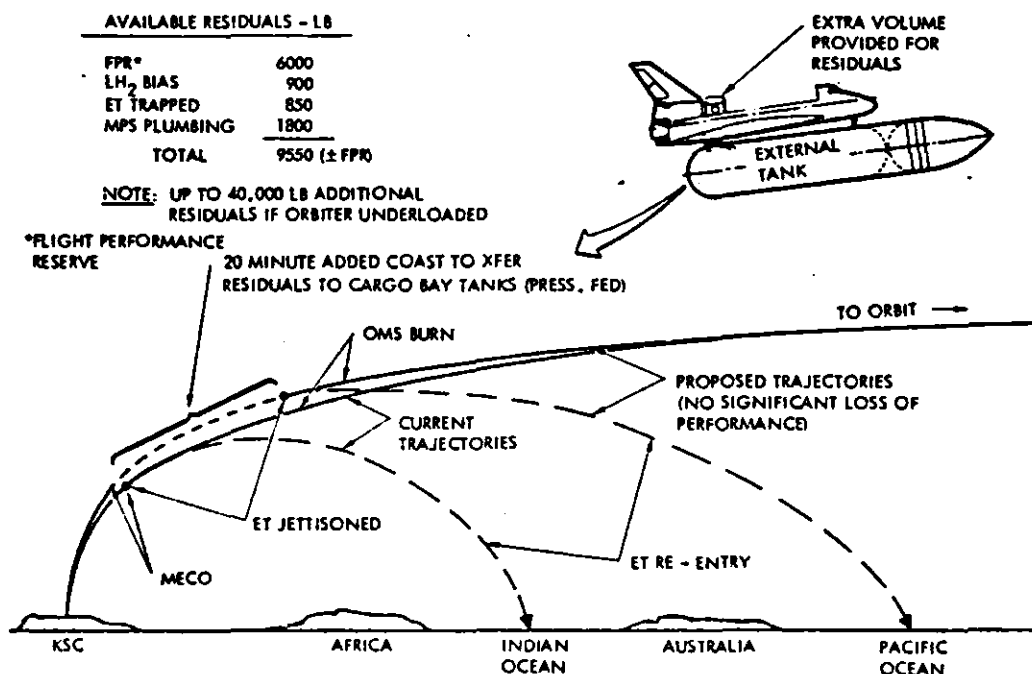 AVAILABLE RESIDUALS - LB
FPR* 6000
LH2 BIAS 900
ET TRAPPED 850
MPS PLUMBING 1800
TOTAL 9550 (± FPR)
NOTE: UP TO 40,000 LB ADDITIONAL
RESIDUALS IF ORBITER UNDERLOADED
*FLIGHT PERFORMANCE
RESERVE
EXTRA VOLUME
PROVIDED FOR
RESIDUALS
EXTERNAL
TANK
20 MINUTE ADDED COAST TO XFER
RESIDUALS TO CARGO BAY TANKS (PRESS. FED)
TO ORBIT
OMS BURN
PROPOSED TRAJECTORIES
(NO SIGNIFICANT LOSS OF
PERFORMANCE)
CURRENT
TRAJECTORIES
ET JETTISONED
ET RE - ENTRY
MECO
KSC
AFRICA
INDIAN
OCEAN
AUSTRALIA
PACIFIC
OCEAN